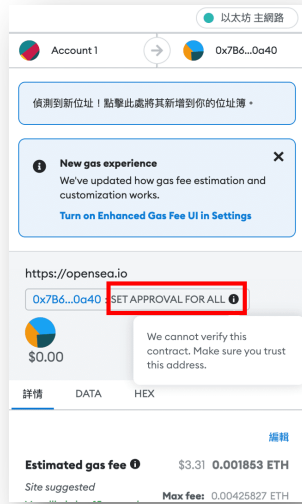 以太坊 主網路
Account 1
0x7B6...0a40
偵測到新位址！點擊此處將其新增到你的位址簿。
New gas experience
We've updated how gas fee estimation and
customization works.
Turn on Enhanced Gas Fee UI in Settings
https://opensea.io
0x7B6...0a40 : SET APPROVAL FOR ALL
We cannot verify this
contract. Make sure you trust
this address.
$0.00
詳情 DATA HEX
編輯
Estimated gas fee $3.31 0.001853 ETH
Site suggested
Max fee: 0.00425827 ETH